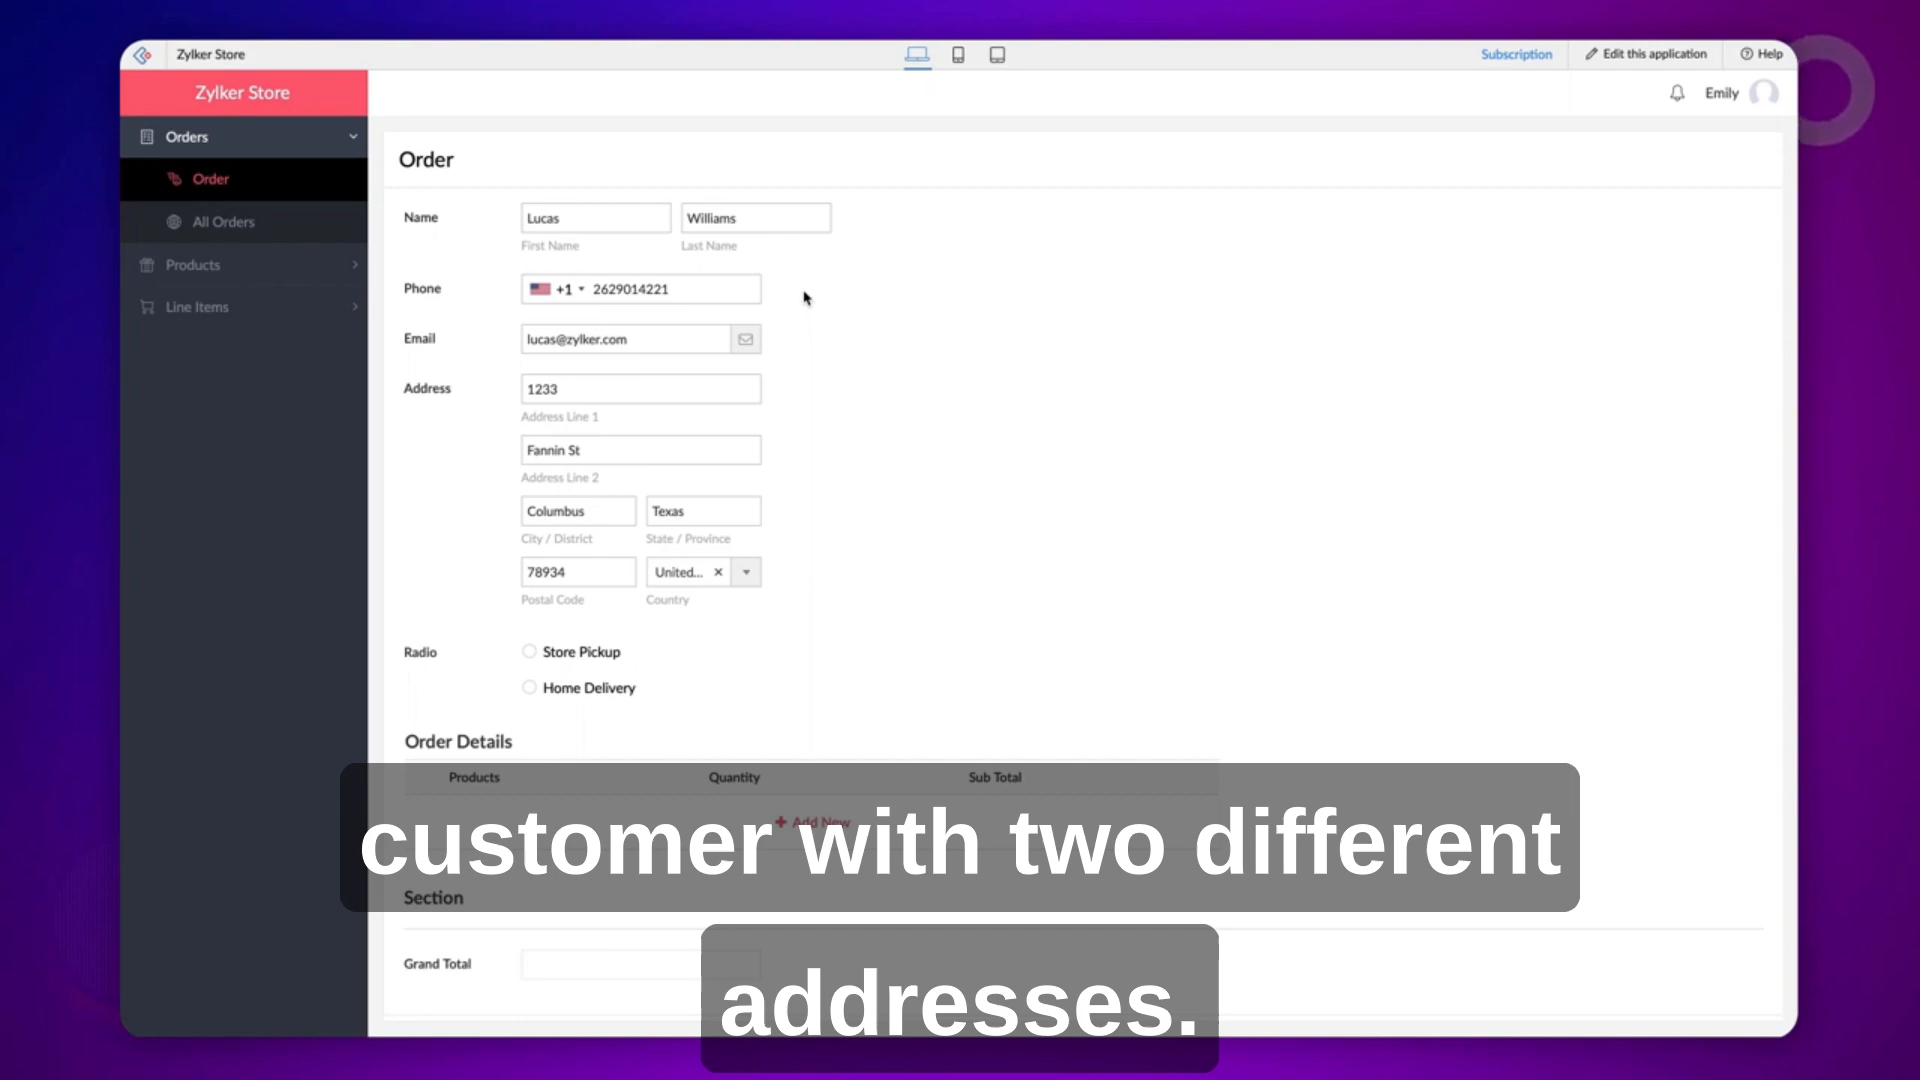 Zylker Store
Subscription
Edit this application
Help
Zylker Store
Emily
Orders
Order
All Orders
Products
Line Items
Order
Name
Lucas
Williams
First Name
Last Name
Phone
+1
2629014221
Email
lucas@zylker.com
Address
1233
Address Line 1
Fannin St
Address Line 2
Columbus
Texas
City / District
State / Province
78934
United...
Postal Code
Country
Radio
Store Pickup
Home Delivery
Order Details
Products
Quantity
Sub Total
+ Add New
customer with two different
Section
Grand Total
addresses.